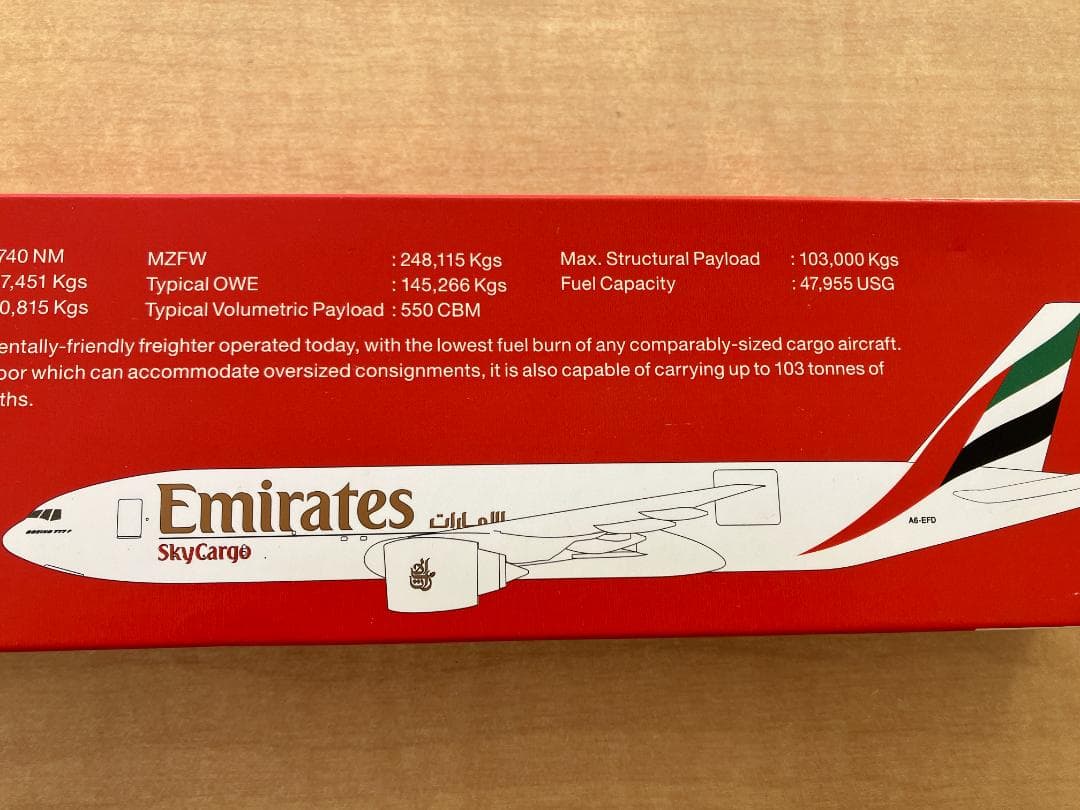 740 NM MZFW : 248,115 Kgs Max. Structural Payload : 103,000 Kgs
7,451 Kgs Typical OWE : 145,266 Kgs Fuel Capacity : 47,955 USG
0,815 Kgs Typical Volumetric Payload : 550 CBM
entally-friendly freighter operated today, with the lowest fuel burn of any comparably-sized cargo aircraft.
oor which can accommodate oversized consignments, it is also capable of carrying up to 103 tonnes of
ths.
Emirates الإمارات
SkyCargo
BOEING 777F
A6-EFD